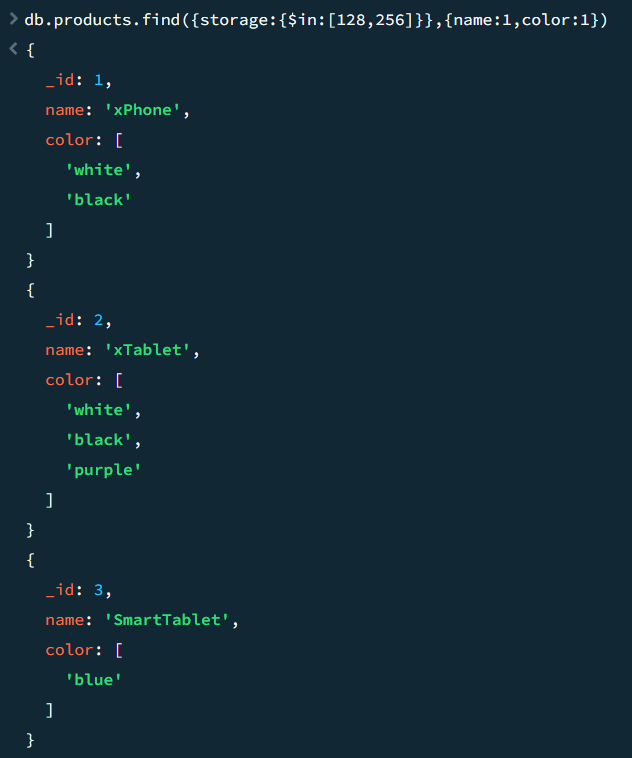 > db.products.find({storage:{$in:[128,256]}},{name:1,color:1})
< {
_id: 1,
name: 'xPhone',
color: [
'white',
'black'
]
}
{
_id: 2,
name: 'xTablet',
color: [
'white',
'black',
'purple'
]
}
{
_id: 3,
name: 'SmartTablet',
color: [
'blue'
]
}